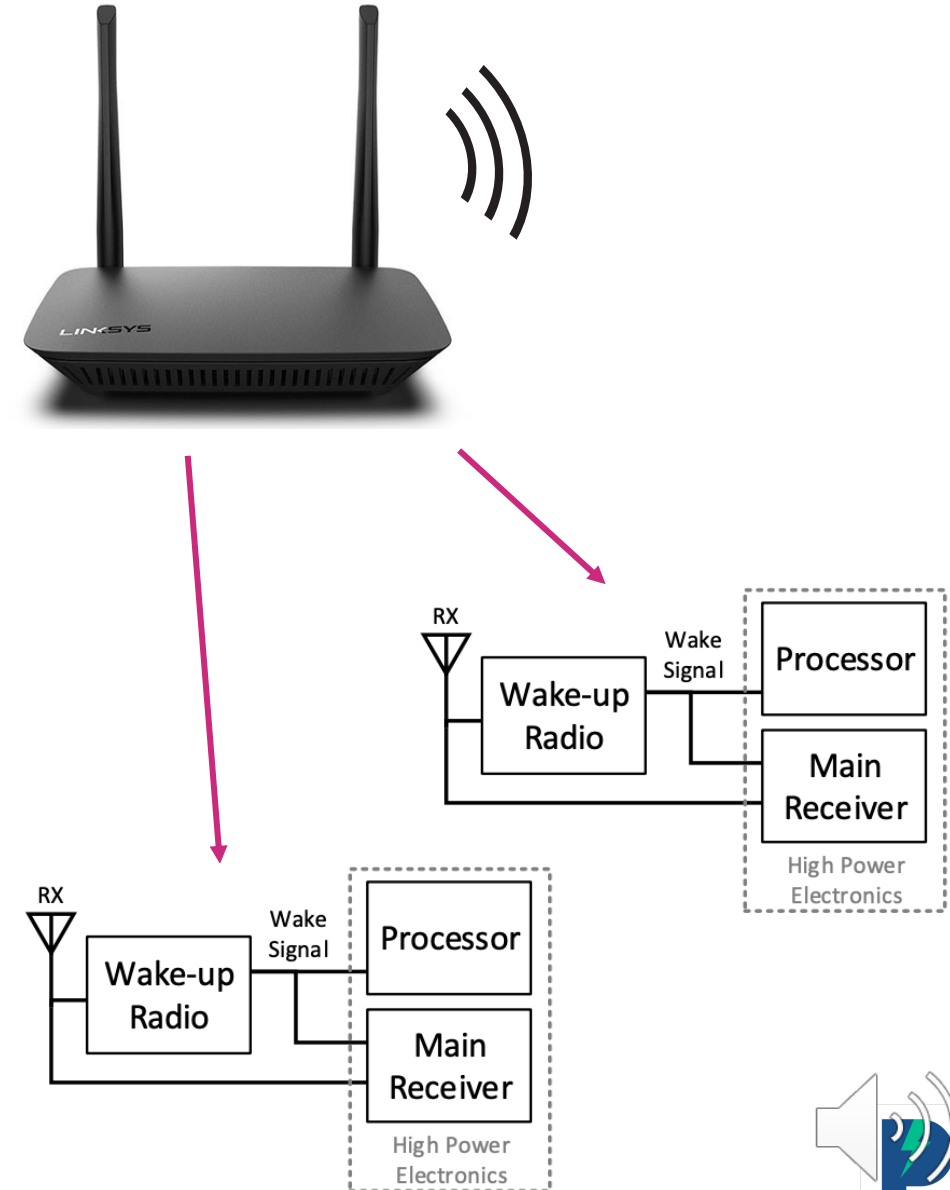 LINKSYS
RX
Wake
Signal
Processor
Wake-up
Radio
Main
Receiver
High Power
Electronics
RX
Wake
Signal
Processor
Wake-up
Radio
Main
Receiver
High Power
Electronics